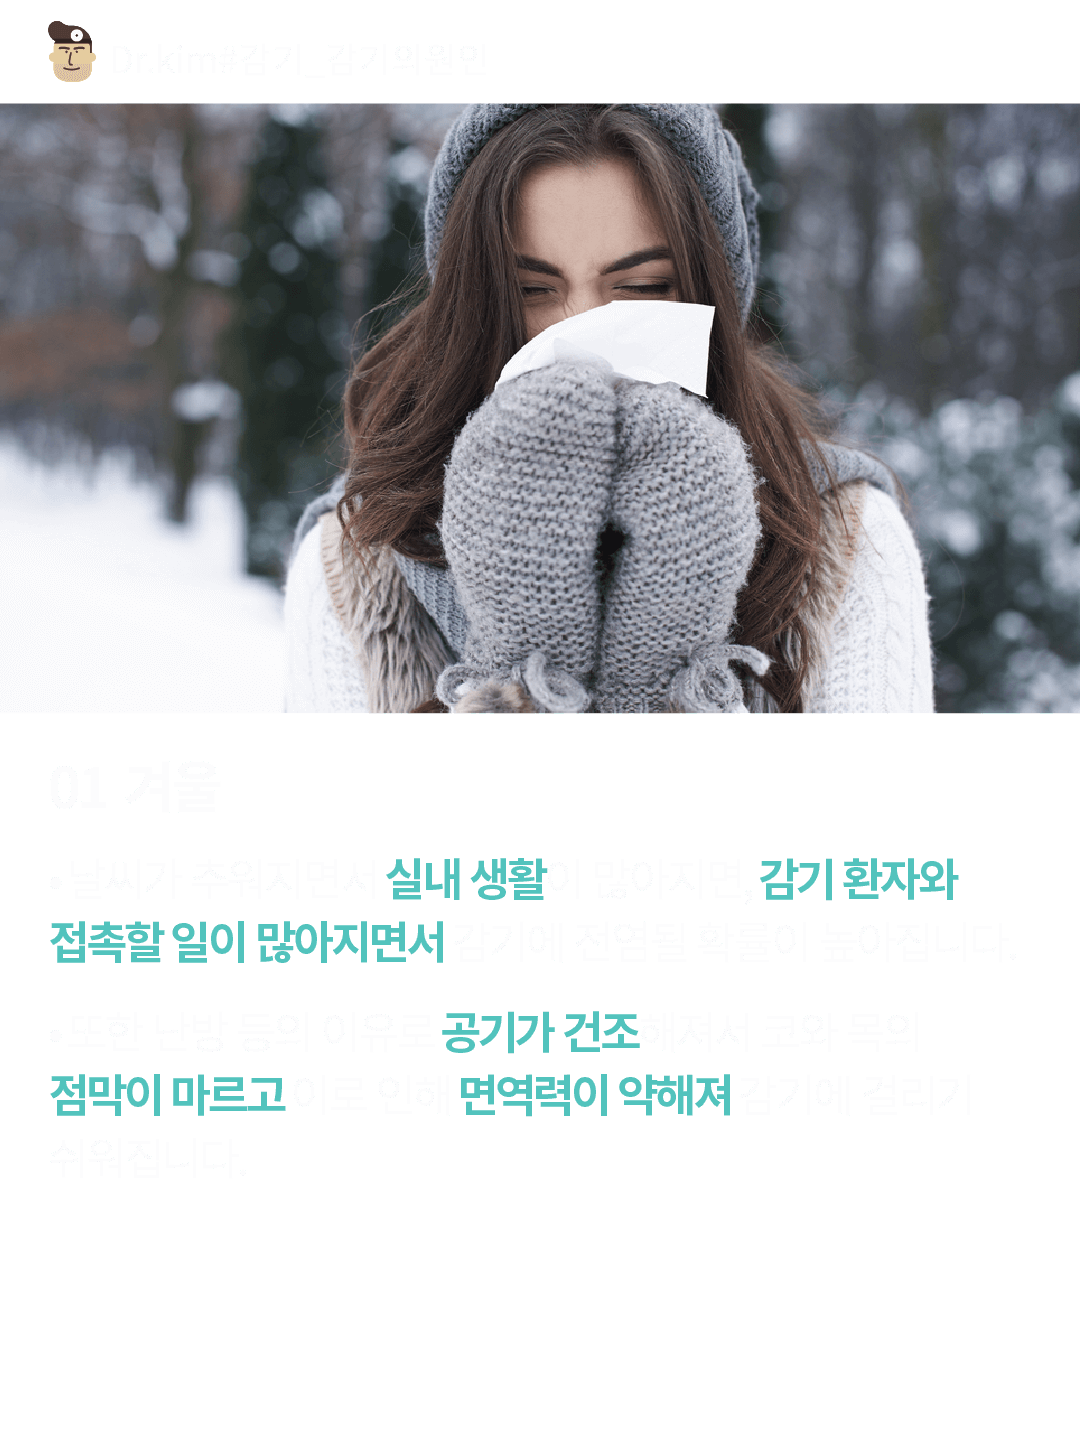 Dr.kim's감기_감기의원인
01 겨울
•날씨가 추워지면서 실내 생활이 많아지면, 감기 환자와
접촉할 일이 많아지면서 감기에 전염될 확률이 높아집니다.
•또한 난방 등의 이유로 공기가 건조해져서 코와 목의
점막이 마르고 이로 인해 면역력이 약해져 감기에 걸리기
쉬워집니다.